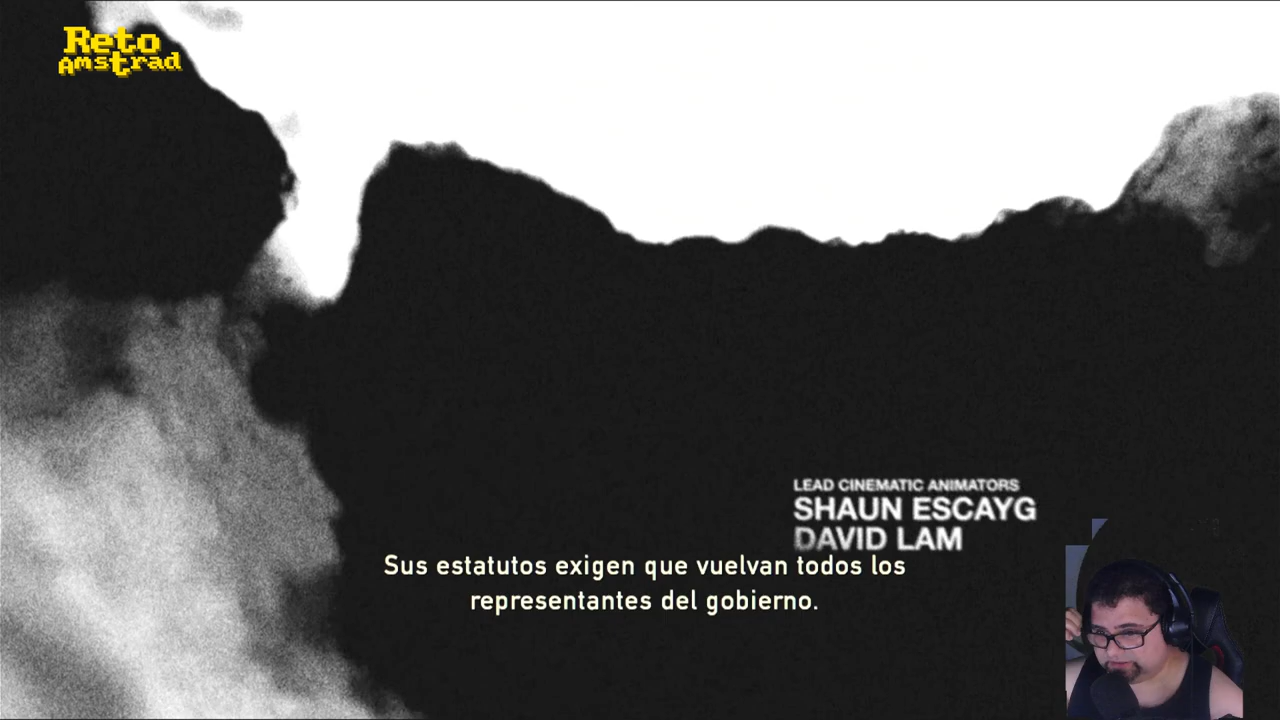 Reto
Amstrad
LEAD CINEMATIC ANIMATORS
SHAUN ESCAYG
DAVID LAM
Sus estatutos exigen que vuelvan todos los
representantes del gobierno.